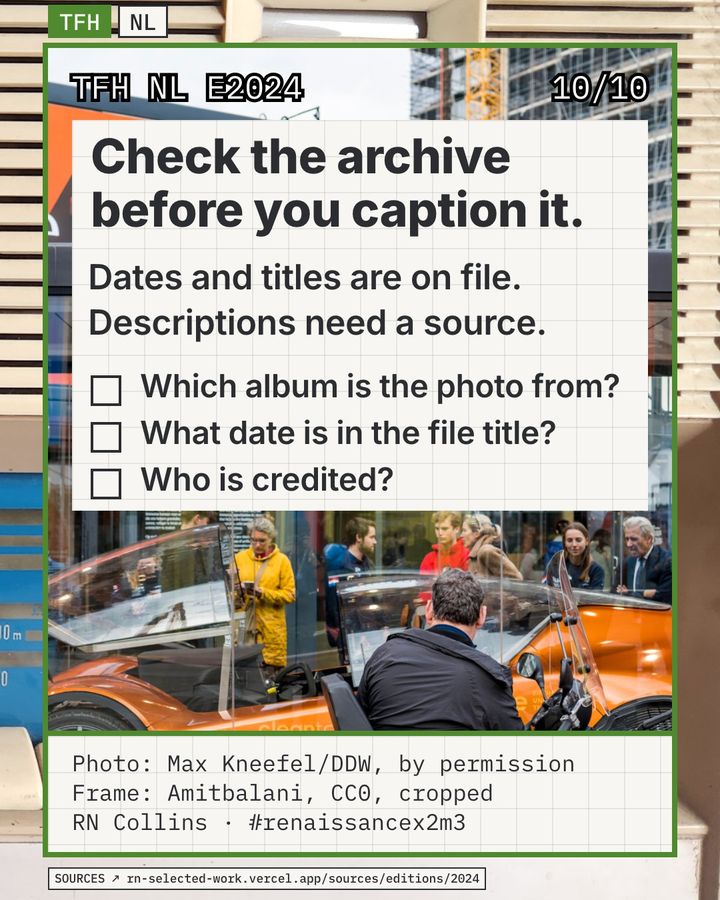 TFH NL
TFH NL E2024 10/10
Check the archive
before you caption it.
Dates and titles are on file.
Descriptions need a source.
Which album is the photo from?
What date is in the file title?
Who is credited?
Photo: Max Kneefel/DDW, by permission
Frame: Amitbalani, CC0, cropped
RN Collins · #renaissancex2m3
SOURCES ↗ rn-selected-work.vercel.app/sources/editions/2024